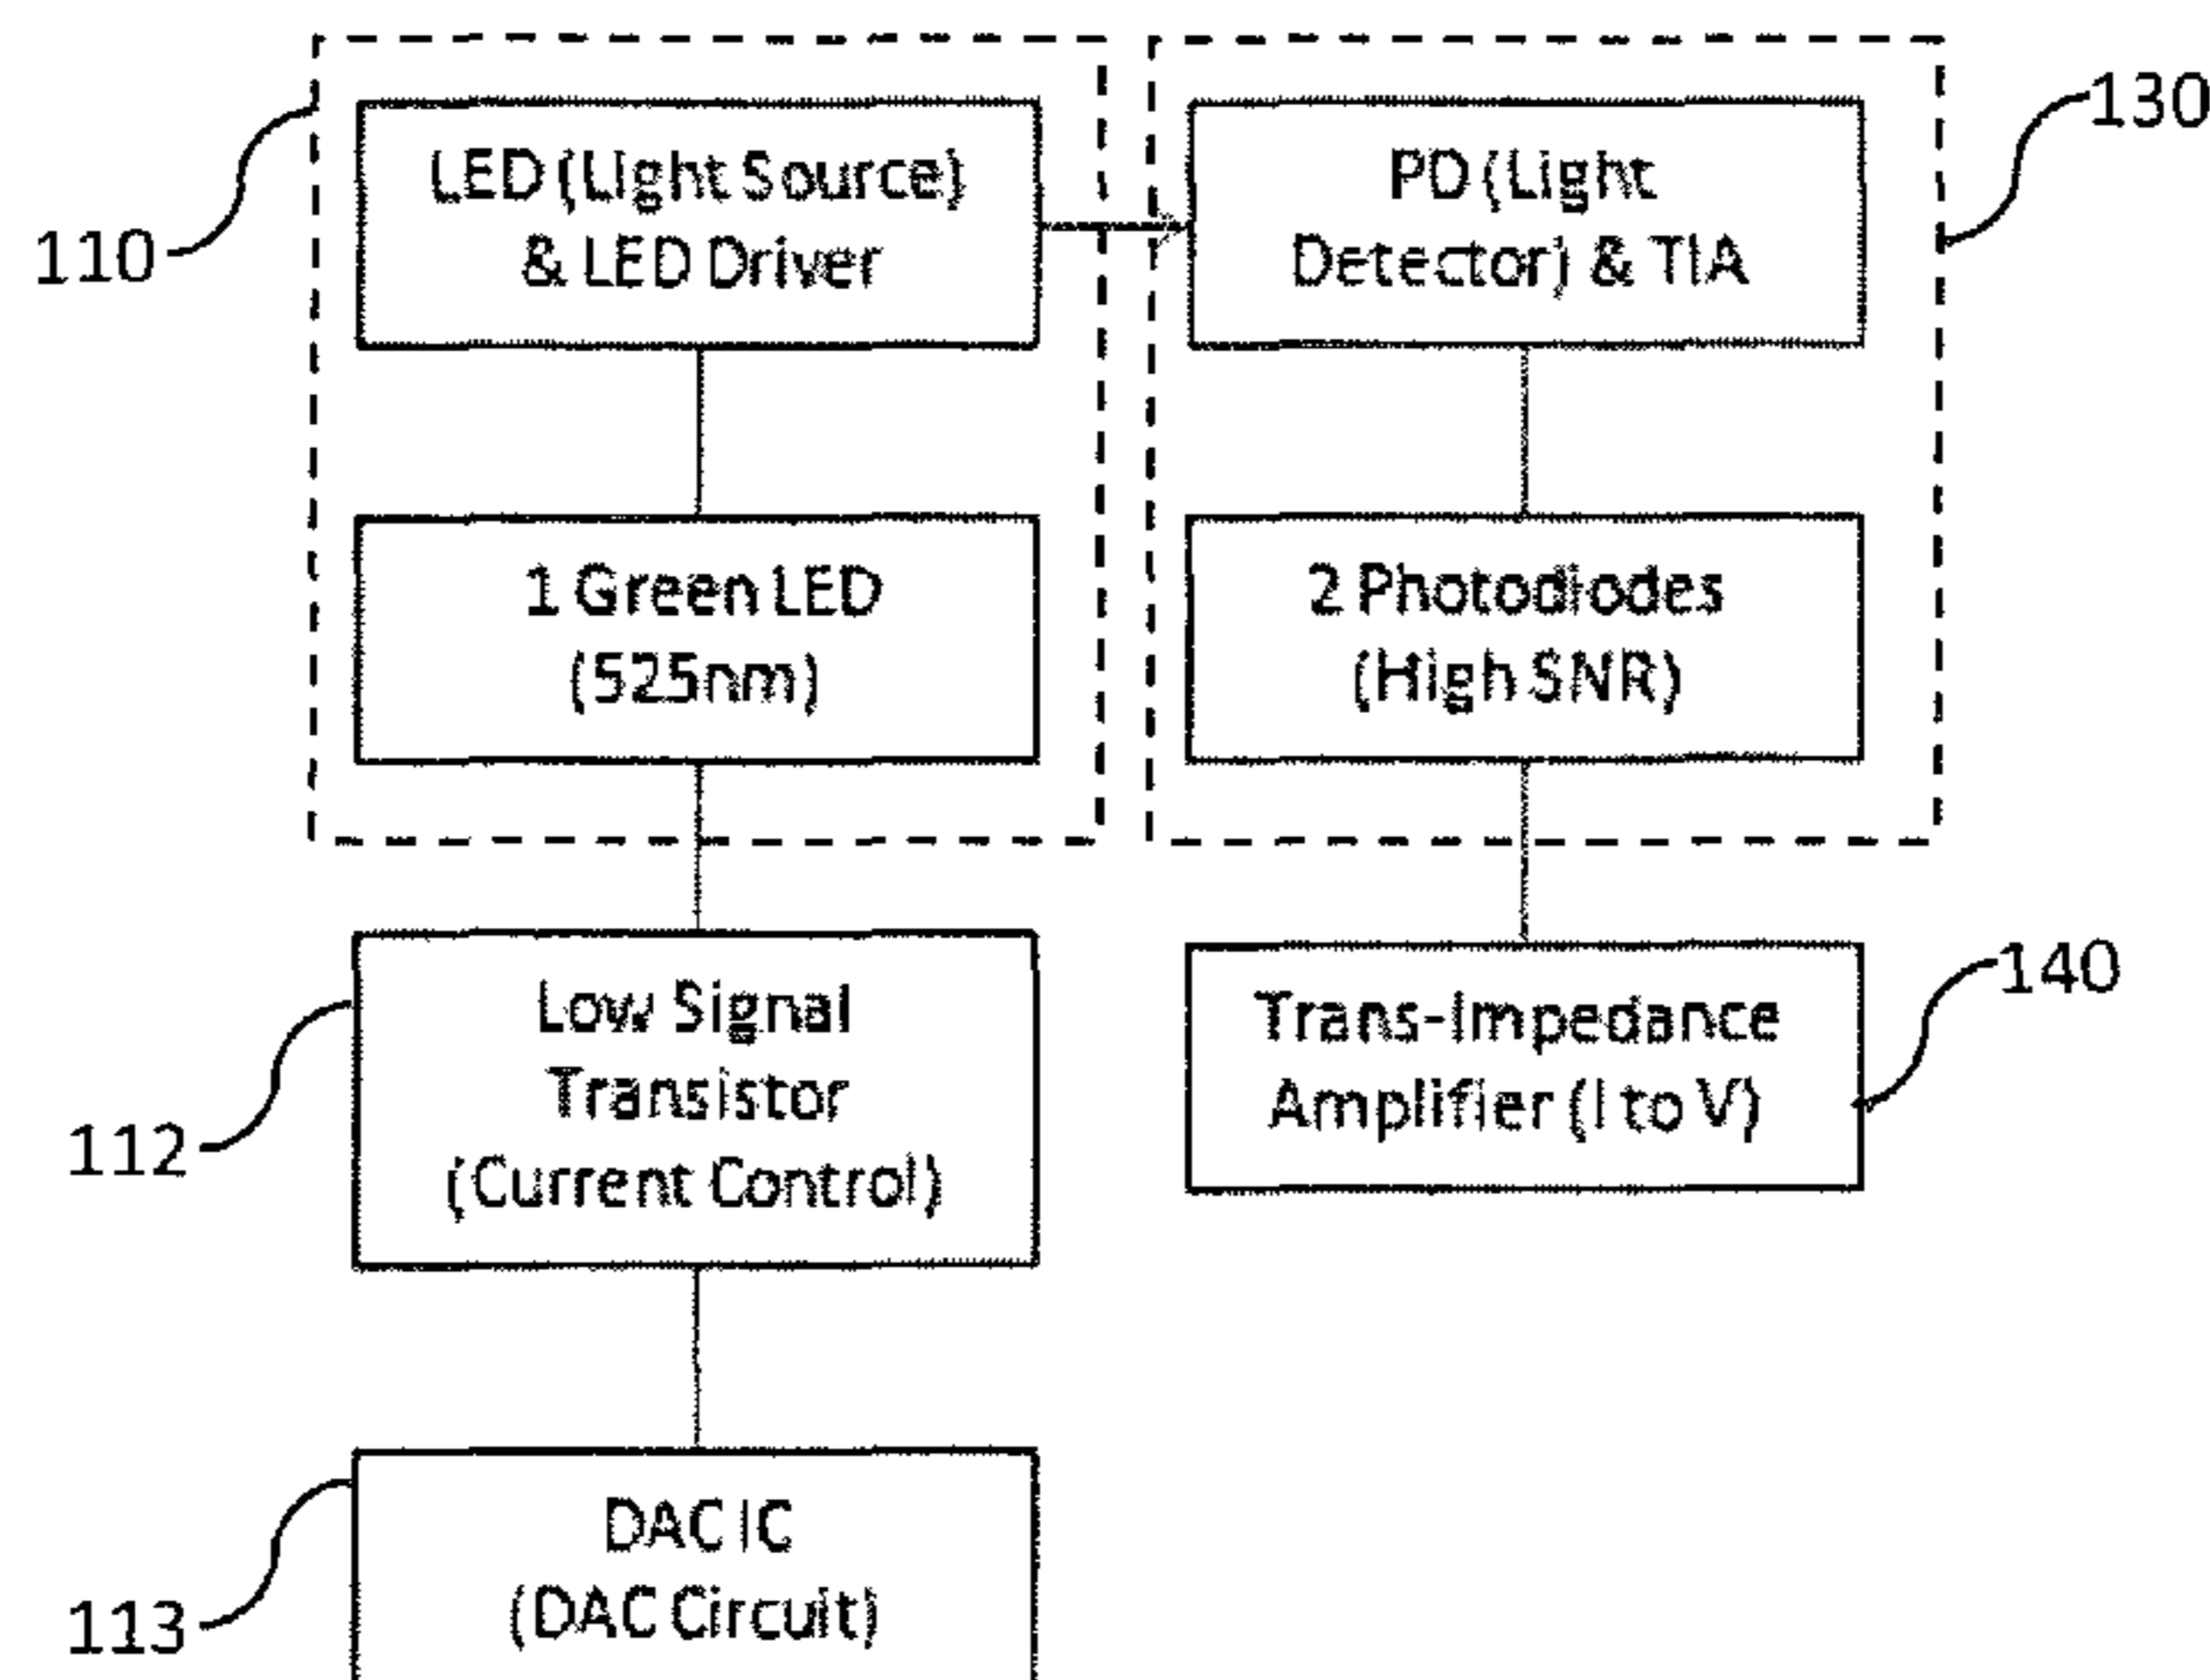 130
LED (Light Source)
& LED Driver
PD (Light
Detector) & TIA
110
1 Green LED
(525nm)
2 Photodiodes
(High SNR)
Low Signal
Transistor
(Current Control)
112
Trans-Impedance
Amplifier (I to V)
140
DAC IC
(DAC Circuit)
113